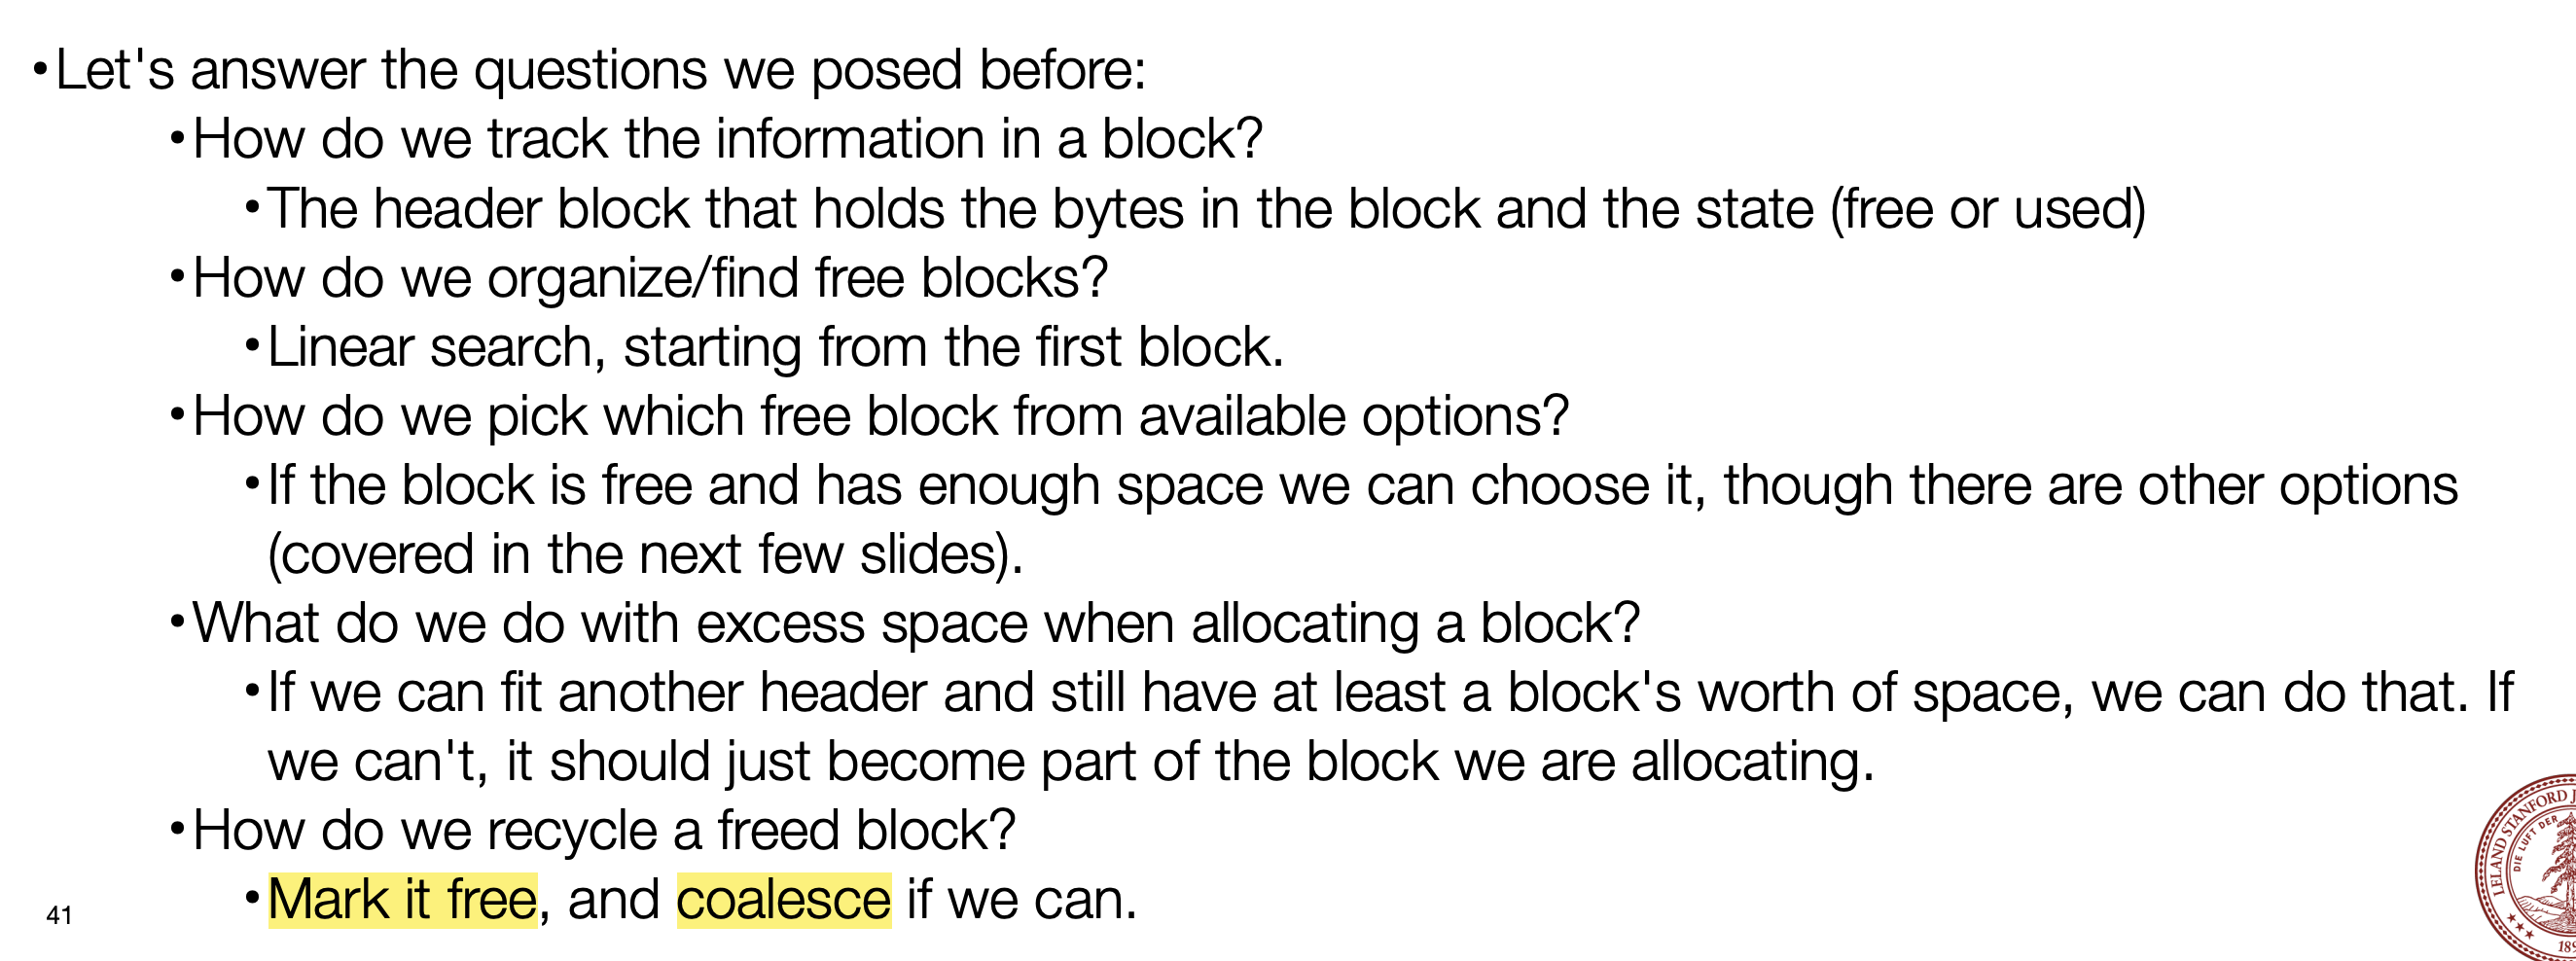 •Let's answer the questions we posed before:
•How do we track the information in a block?
•The header block that holds the bytes in the block and the state (free or used)
•How do we organize/find free blocks?
•Linear search, starting from the first block.
•How do we pick which free block from available options?
•If the block is free and has enough space we can choose it, though there are other options
(covered in the next few slides).
•What do we do with excess space when allocating a block?
•If we can fit another header and still have at least a block's worth of space, we can do that. If
we can't, it should just become part of the block we are allocating.
•How do we recycle a freed block?
•Mark it free, and coalesce if we can.
41
LELAND STANFORD J
DIE LUFT DER
189